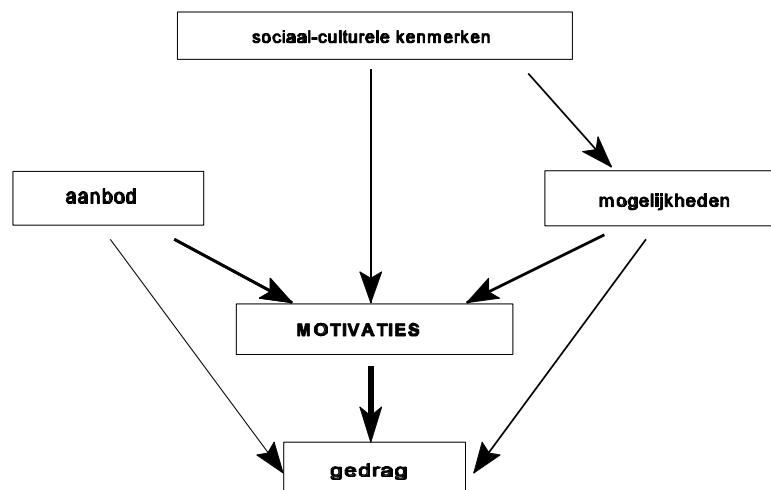 sociaal-culturele kenmerken
aanbod
mogelijkheden
MOTIVATIES
gedrag